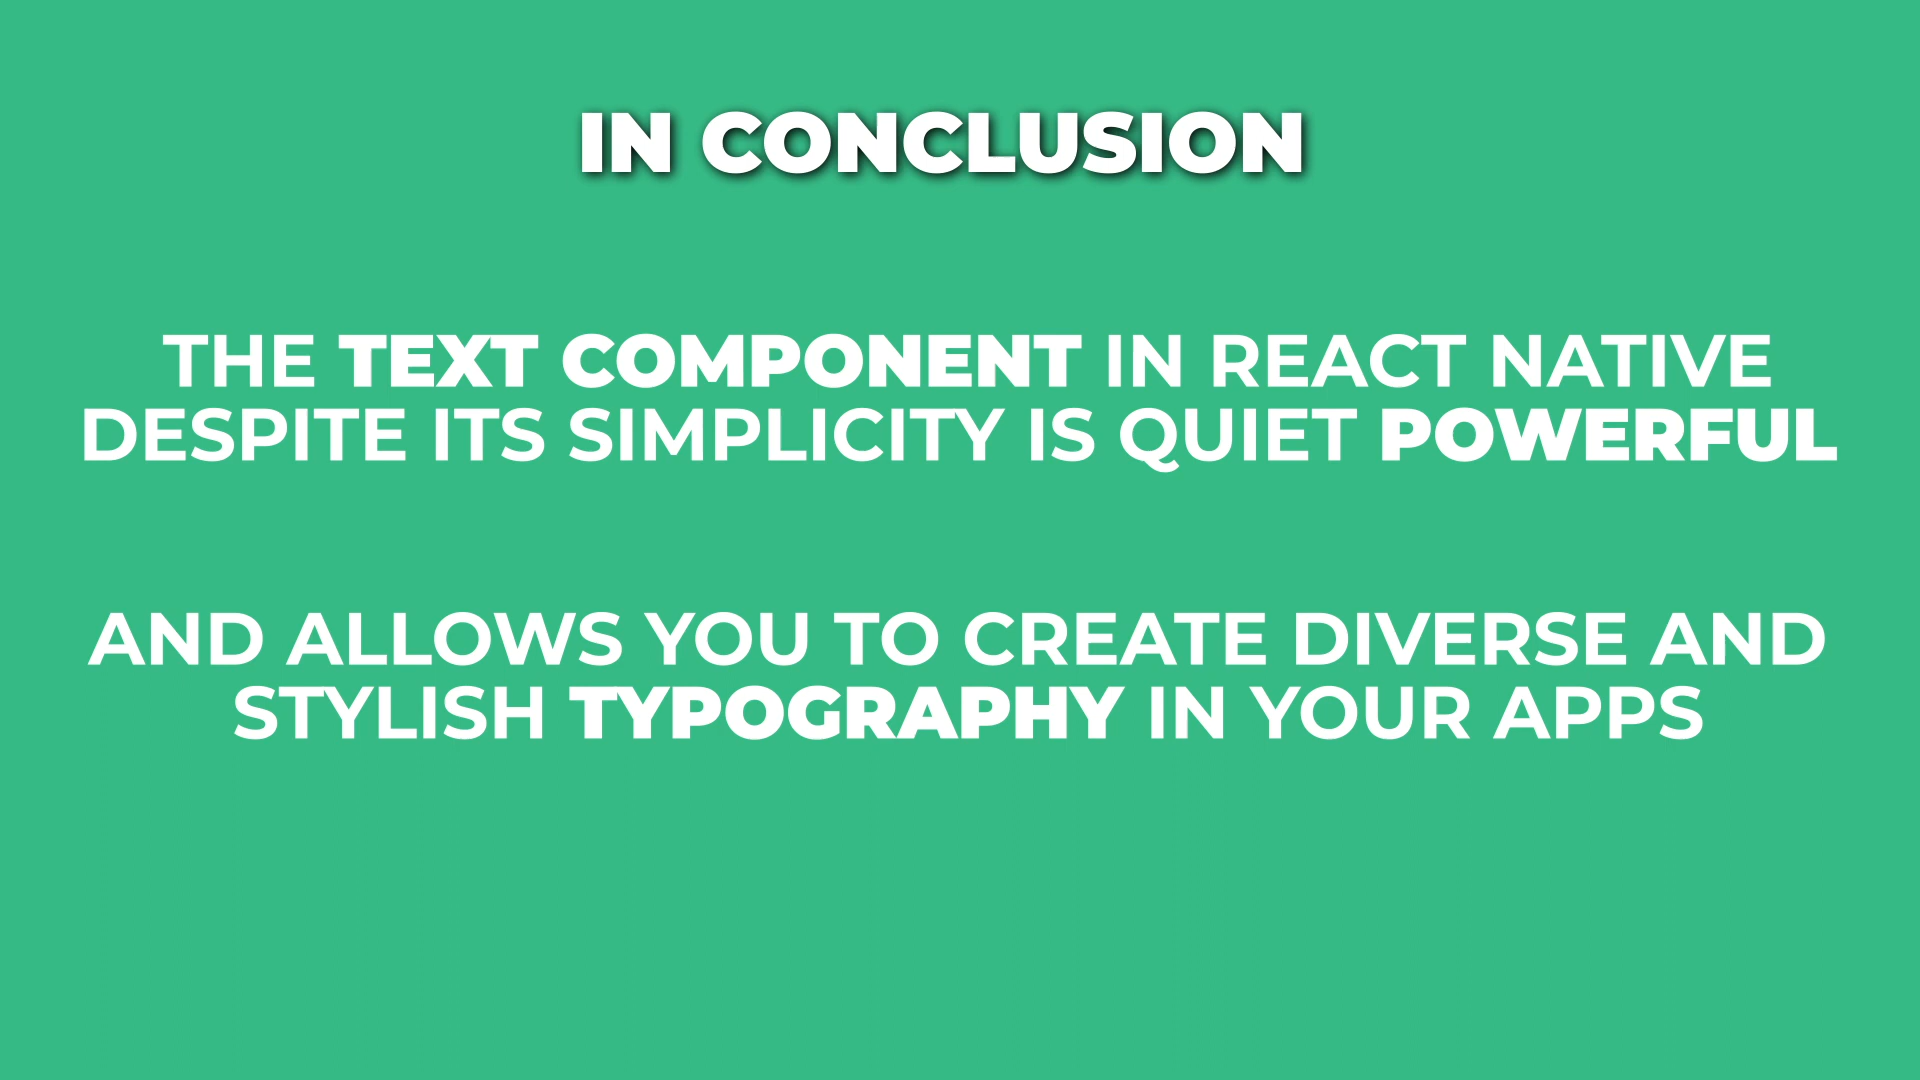 IN CONCLUSION
THE TEXT COMPONENT IN REACT NATIVE
DESPITE ITS SIMPLICITY IS QUIET POWERFUL
AND ALLOWS YOU TO CREATE DIVERSE AND
STYLISH TYPOGRAPHY IN YOUR APPS